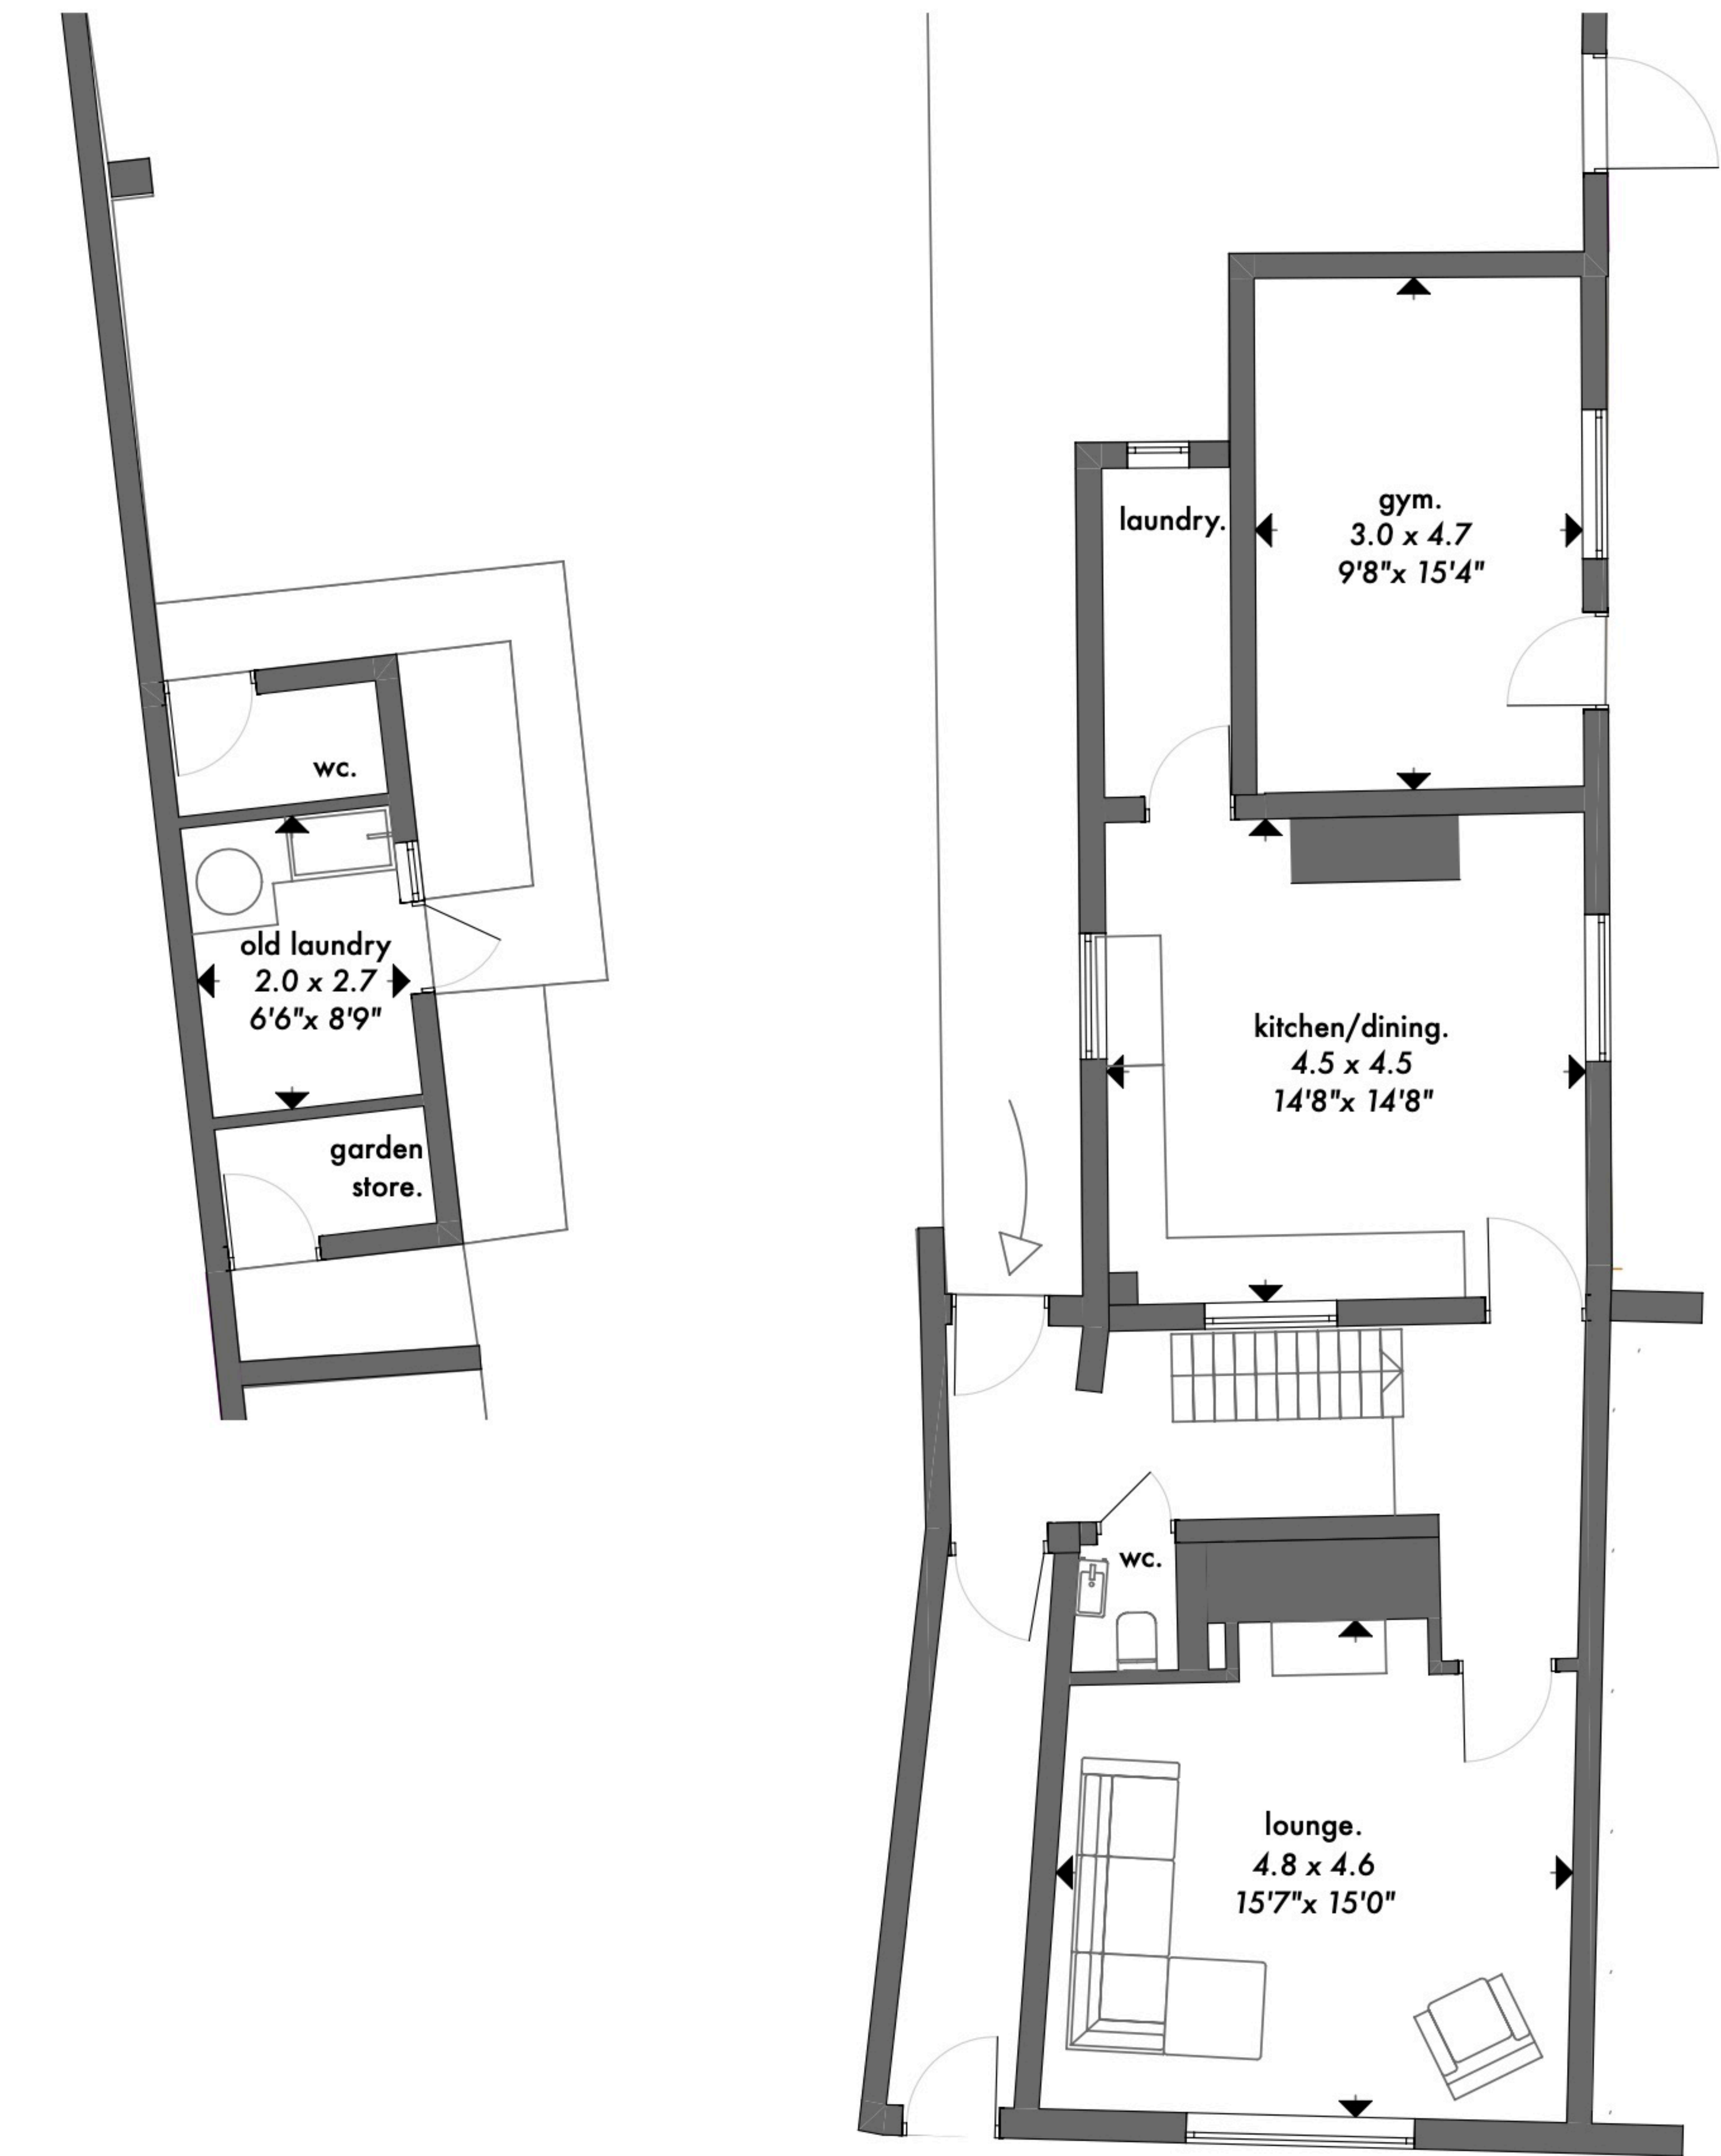 laundry.
gym.
3.0 x 4.7
9'8"x 15'4"
wc.
old laundry
2.0 x 2.7
6'6"x 8'9"
garden
store.
kitchen/dining.
4.5 x 4.5
14'8"x 14'8"
wc.
lounge.
4.8 x 4.6
15'7"x 15'0"